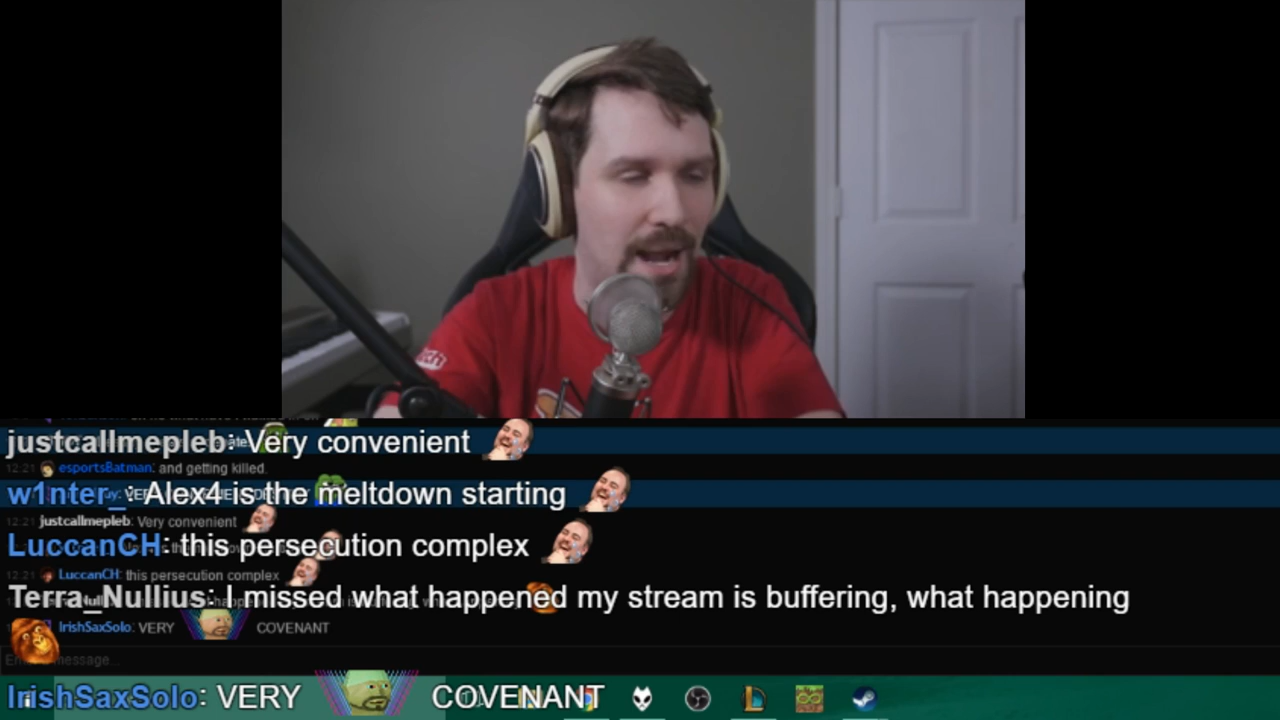 justcallmepleb: Very convenient
12:21 esportsBatman: and getting killed.
w1nter_: Alex4 is the meltdown starting
justcallmepleb: Very convenient
LuccanCH: this persecution complex
12:21 LuccanCH: this persecution complex
Terra_Nullius: I missed what happened my stream is buffering, what happening
IrishSaxSolo: VERY COVENANT
message...
IrishSaxSolo: VERY COVENANT